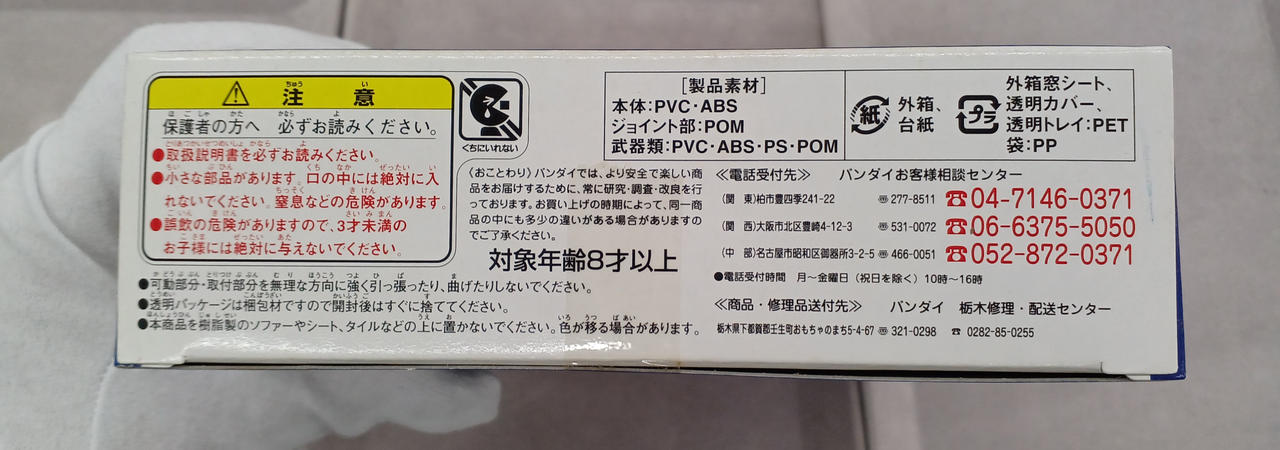 ⚠ 注意
保護者の方へ 必ずお読みください。
●取扱説明書を必ずお読みください。
●小さな部品があります。口の中には絶対に入
れないでください。窒息などの危険があります。
●誤飲の危険がありますので、3才未満の
お子様には絶対に与えないでください。
くちにいれない
〈おことわり〉バンダイでは、より安全で楽しい商
品をお届けするために、常に研究・調査・改良を行
っております。お買い上げの時期によって、同一商
品の中にも多少の違いがある場合がありますの
でご了承ください。
対象年齢8才以上
●可動部分・取付部分を無理な方向に強く引っ張ったり、曲げたりしないでください。
●透明パッケージは梱包材ですので開封後はすぐに捨ててください。
●本商品を樹脂製のソファーやシート、タイルなどの上に置かないでください。色が移る場合があります。
[製品素材]
本体:PVC・ABS
ジョイント部:POM
武器類:PVC・ABS・PS・POM
紙
外箱、
台紙
プラ
外箱窓シート、
透明カバー、
透明トレイ:PET
袋:PP
≪電話受付先≫ バンダイお客様相談センター
(関 東)柏市豊四季241-22 〠277-8511 ☎04-7146-0371
(関 西)大阪市北区豊崎4-12-3 〠531-0072 ☎06-6375-5050
(中 部)名古屋市昭和区御器所3-2-5 〠466-0051 ☎052-872-0371
●電話受付時間 月〜金曜日(祝日を除く)10時〜16時
≪商品・修理品送付先≫ バンダイ 栃木修理・配送センター
栃木県下都賀郡壬生町おもちゃのまち5-4-67 〠321-0298 ☎0282-85-0255